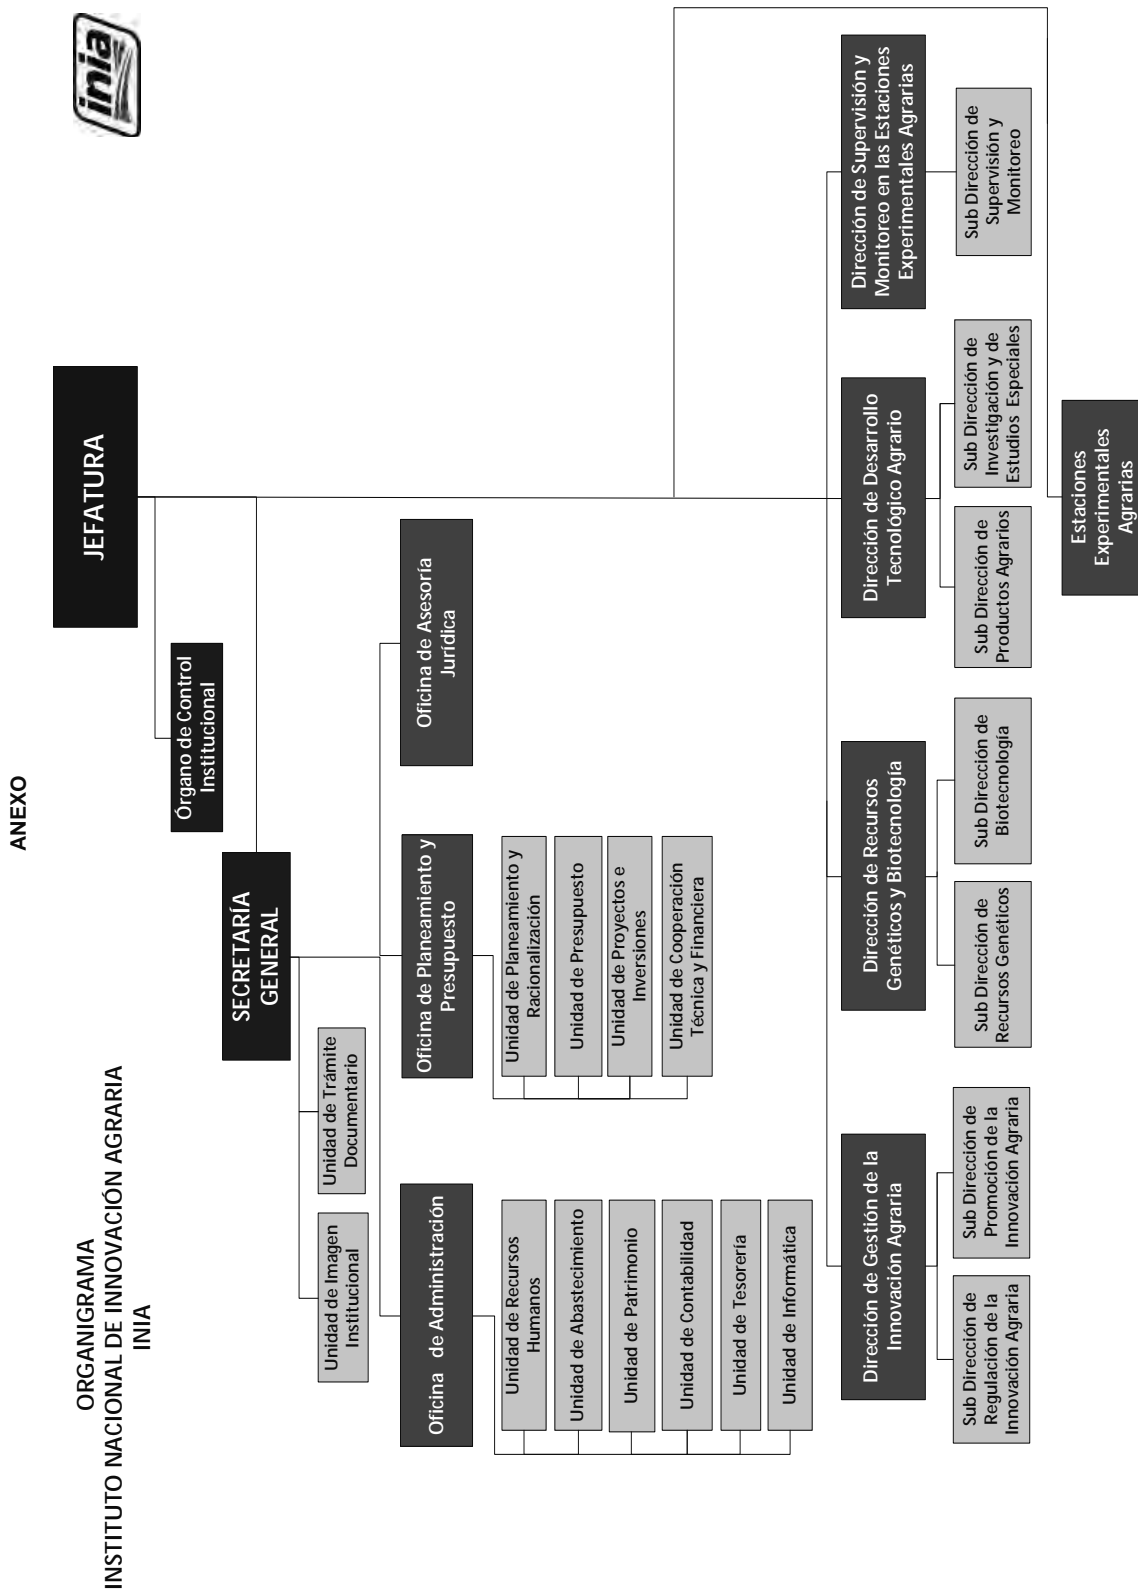 ANEXO
ORGANIGRAMA
INSTITUTO NACIONAL DE INNOVACIÓN AGRARIA
INIA
inia
JEFATURA
Órgano de Control
Institucional
SECRETARÍA
GENERAL
Unidad de Imagen
Institucional
Unidad de Trámite
Documentario
Oficina de Administración
Oficina de Planeamiento y
Presupuesto
Oficina de Asesoría
Jurídica
Unidad de Recursos
Humanos
Unidad de Abastecimiento
Unidad de Patrimonio
Unidad de Contabilidad
Unidad de Tesorería
Unidad de Informática
Unidad de Planeamiento y
Racionalización
Unidad de Presupuesto
Unidad de Proyectos e
Inversiones
Unidad de Cooperación
Técnica y Financiera
Dirección de Gestión de la
Innovación Agraria
Dirección de Recursos
Genéticos y Biotecnología
Dirección de Desarrollo
Tecnológico Agrario
Dirección de Supervisión y
Monitoreo en las Estaciones
Experimentales Agrarias
Sub Dirección de
Regulación de la
Innovación Agraria
Sub Dirección de
Promoción de la
Innovación Agraria
Sub Dirección de
Recursos Genéticos
Sub Dirección de
Biotecnología
Sub Dirección de
Productos Agrarios
Sub Dirección de
Investigación y de
Estudios Especiales
Sub Dirección de
Supervisión y
Monitoreo
Estaciones
Experimentales
Agrarias